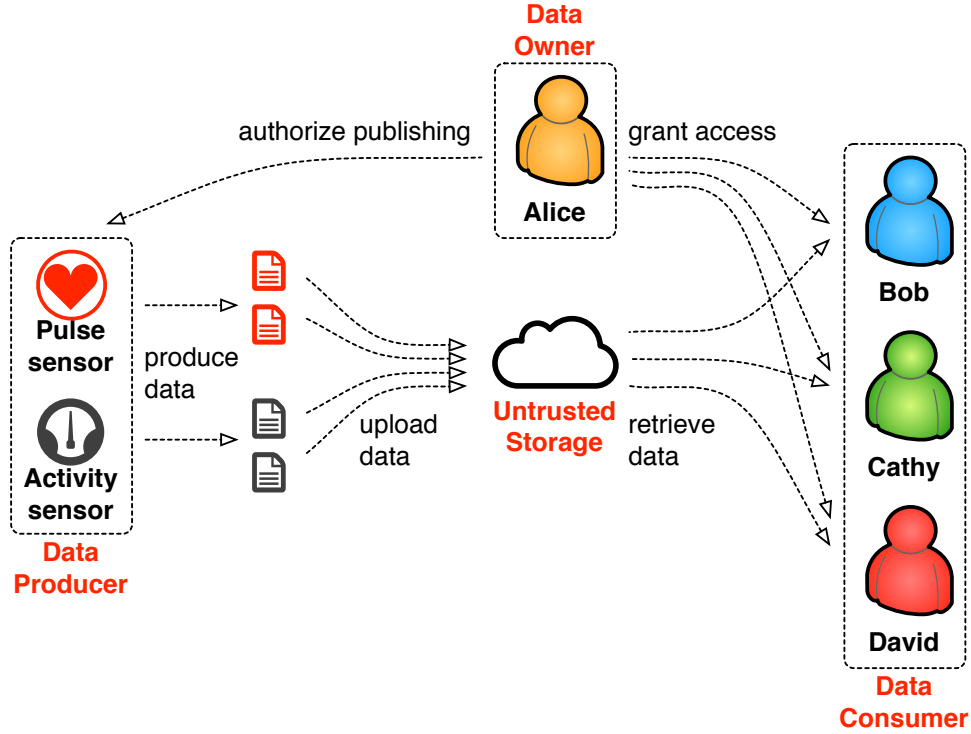 Data
Owner
authorize publishing
grant access
Alice
Bob
Pulse
sensor
produce
data
Activity
sensor
Data
Producer
upload
data
Untrusted
Storage
retrieve
data
Cathy
David
Data
Consumer